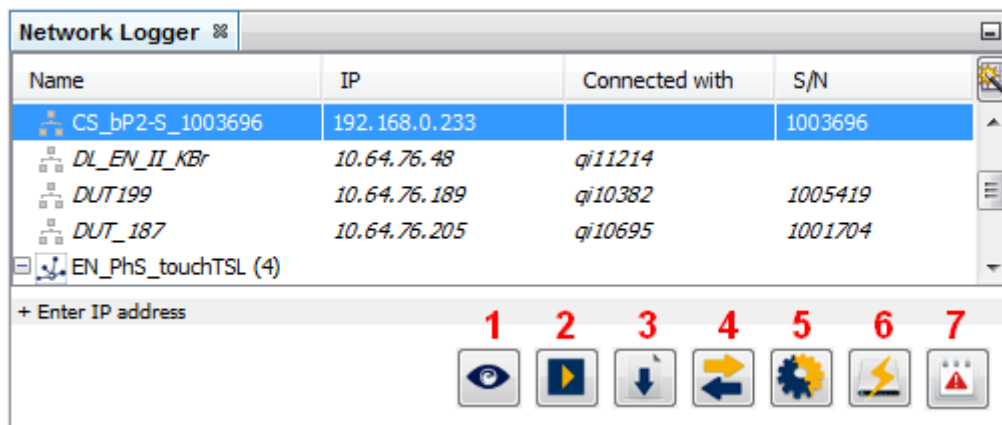 Network Logger
Name IP Connected with S/N
CS_bP2-S_1003696 192.168.0.233 1003696
DL_EN_II_KBr 10.64.76.48 qi11214
DUT199 10.64.76.189 qi10382 1005419
DUT_187 10.64.76.205 qi10695 1001704
EN_PhS_touchTSL (4)
+ Enter IP address
1 2 3 4 5 6 7